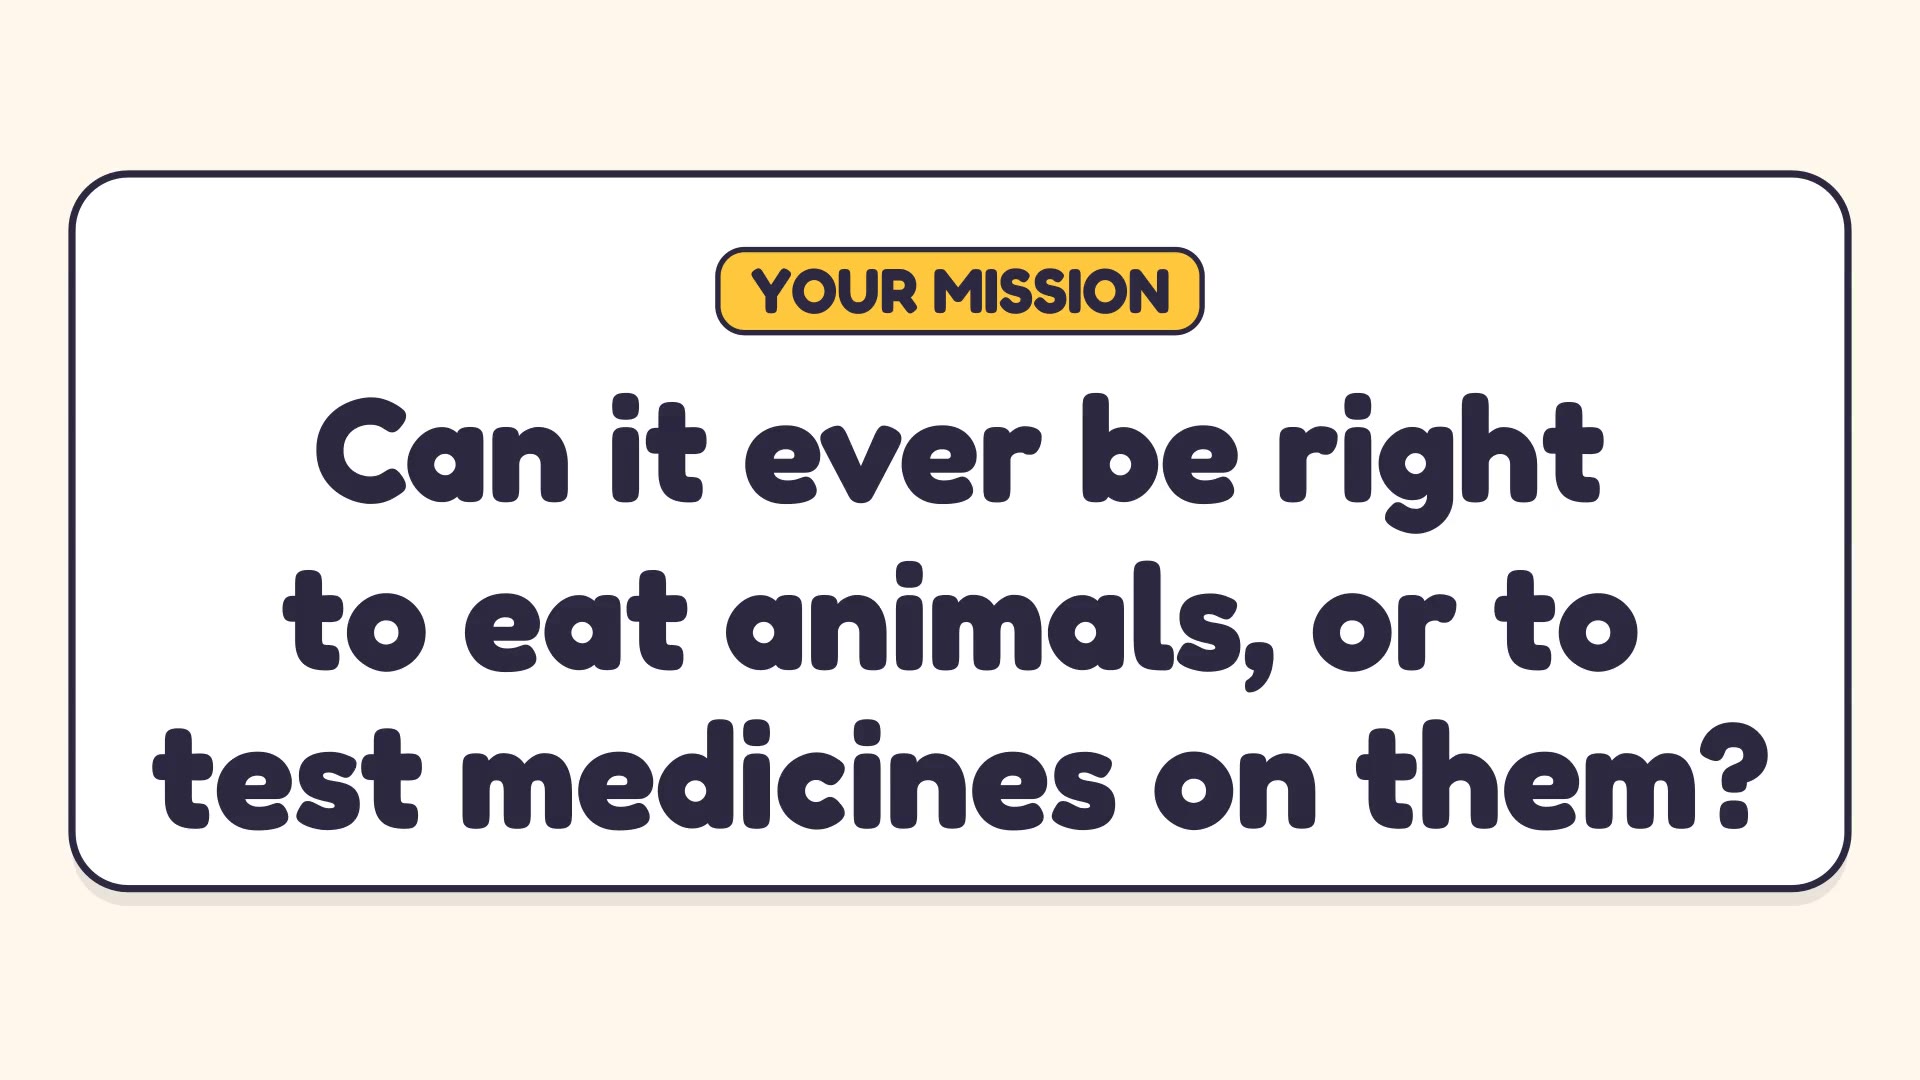 YOUR MISSION
Can it ever be right
to eat animals, or to
test medicines on them?